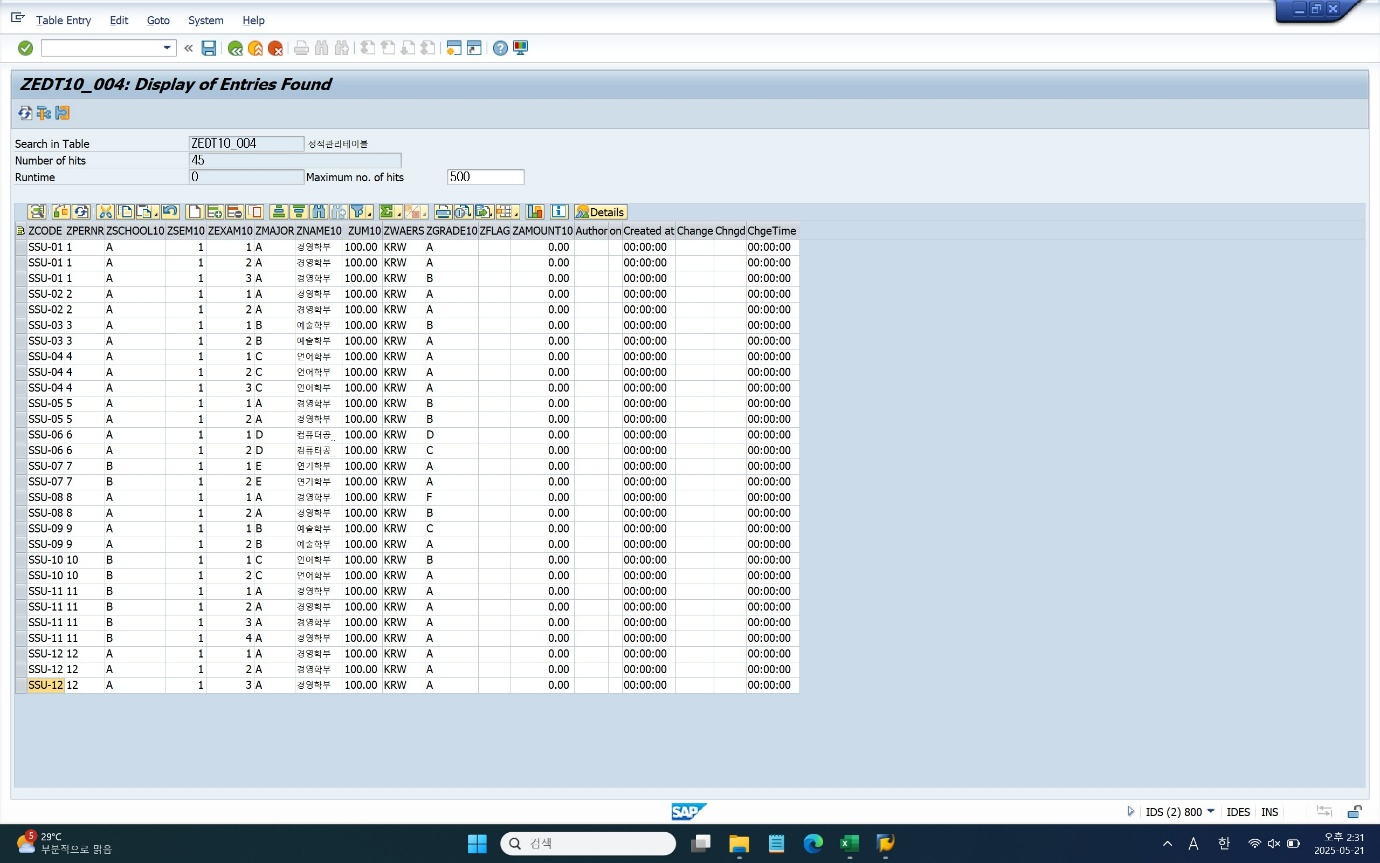 Table Entry Edit Goto System Help
ZEDT10_004: Display of Entries Found
Search in Table ZEDT10_004 성적관리테이블
Number of hits 45
Runtime 0 Maximum no. of hits 500
Details
ZCODE ZPERNR ZSCHOOL10 ZSEM10 ZEXAM10 ZMAJOR ZNAME10 ZUM10 ZWAERS ZGRADE10 ZFLAG ZAMOUNT10 Author on Created at Change Chngd ChgeTime
SSU-01 1 A 1 1 A 경영학부 100.00 KRW A 0.00 00:00:00 00:00:00
SSU-01 1 A 1 2 A 경영학부 100.00 KRW A 0.00 00:00:00 00:00:00
SSU-01 1 A 1 3 A 경영학부 100.00 KRW B 0.00 00:00:00 00:00:00
SSU-02 2 A 1 1 A 경영학부 100.00 KRW A 0.00 00:00:00 00:00:00
SSU-02 2 A 1 2 A 경영학부 100.00 KRW A 0.00 00:00:00 00:00:00
SSU-03 3 A 1 1 B 예술학부 100.00 KRW B 0.00 00:00:00 00:00:00
SSU-03 3 A 1 2 B 예술학부 100.00 KRW A 0.00 00:00:00 00:00:00
SSU-04 4 A 1 1 C 언어학부 100.00 KRW A 0.00 00:00:00 00:00:00
SSU-04 4 A 1 2 C 언어학부 100.00 KRW A 0.00 00:00:00 00:00:00
SSU-04 4 A 1 3 C 언어학부 100.00 KRW A 0.00 00:00:00 00:00:00
SSU-05 5 A 1 1 A 경영학부 100.00 KRW B 0.00 00:00:00 00:00:00
SSU-05 5 A 1 2 A 경영학부 100.00 KRW B 0.00 00:00:00 00:00:00
SSU-06 6 A 1 1 D 컴퓨터공.. 100.00 KRW D 0.00 00:00:00 00:00:00
SSU-06 6 A 1 2 D 컴퓨터공 100.00 KRW C 0.00 00:00:00 00:00:00
SSU-07 7 B 1 1 E 연기학부 100.00 KRW A 0.00 00:00:00 00:00:00
SSU-07 7 B 1 2 E 연기학부 100.00 KRW A 0.00 00:00:00 00:00:00
SSU-08 8 A 1 1 A 경영학부 100.00 KRW F 0.00 00:00:00 00:00:00
SSU-08 8 A 1 2 A 경영학부 100.00 KRW B 0.00 00:00:00 00:00:00
SSU-09 9 A 1 1 B 예술학부 100.00 KRW C 0.00 00:00:00 00:00:00
SSU-09 9 A 1 2 B 예술학부 100.00 KRW A 0.00 00:00:00 00:00:00
SSU-10 10 B 1 1 C 언어학부 100.00 KRW B 0.00 00:00:00 00:00:00
SSU-10 10 B 1 2 C 언어학부 100.00 KRW A 0.00 00:00:00 00:00:00
SSU-11 11 B 1 1 A 경영학부 100.00 KRW A 0.00 00:00:00 00:00:00
SSU-11 11 B 1 2 A 경영학부 100.00 KRW A 0.00 00:00:00 00:00:00
SSU-11 11 B 1 3 A 경영학부 100.00 KRW A 0.00 00:00:00 00:00:00
SSU-11 11 B 1 4 A 경영학부 100.00 KRW A 0.00 00:00:00 00:00:00
SSU-12 12 A 1 1 A 경영학부 100.00 KRW A 0.00 00:00:00 00:00:00
SSU-12 12 A 1 2 A 경영학부 100.00 KRW A 0.00 00:00:00 00:00:00
SSU-12 12 A 1 3 A 경영학부 100.00 KRW A 0.00 00:00:00 00:00:00
SAP IDS (2) 800 IDES INS
5 29°C
부분적으로 맑음
검색
A 한
오후 2:31
2025-05-21